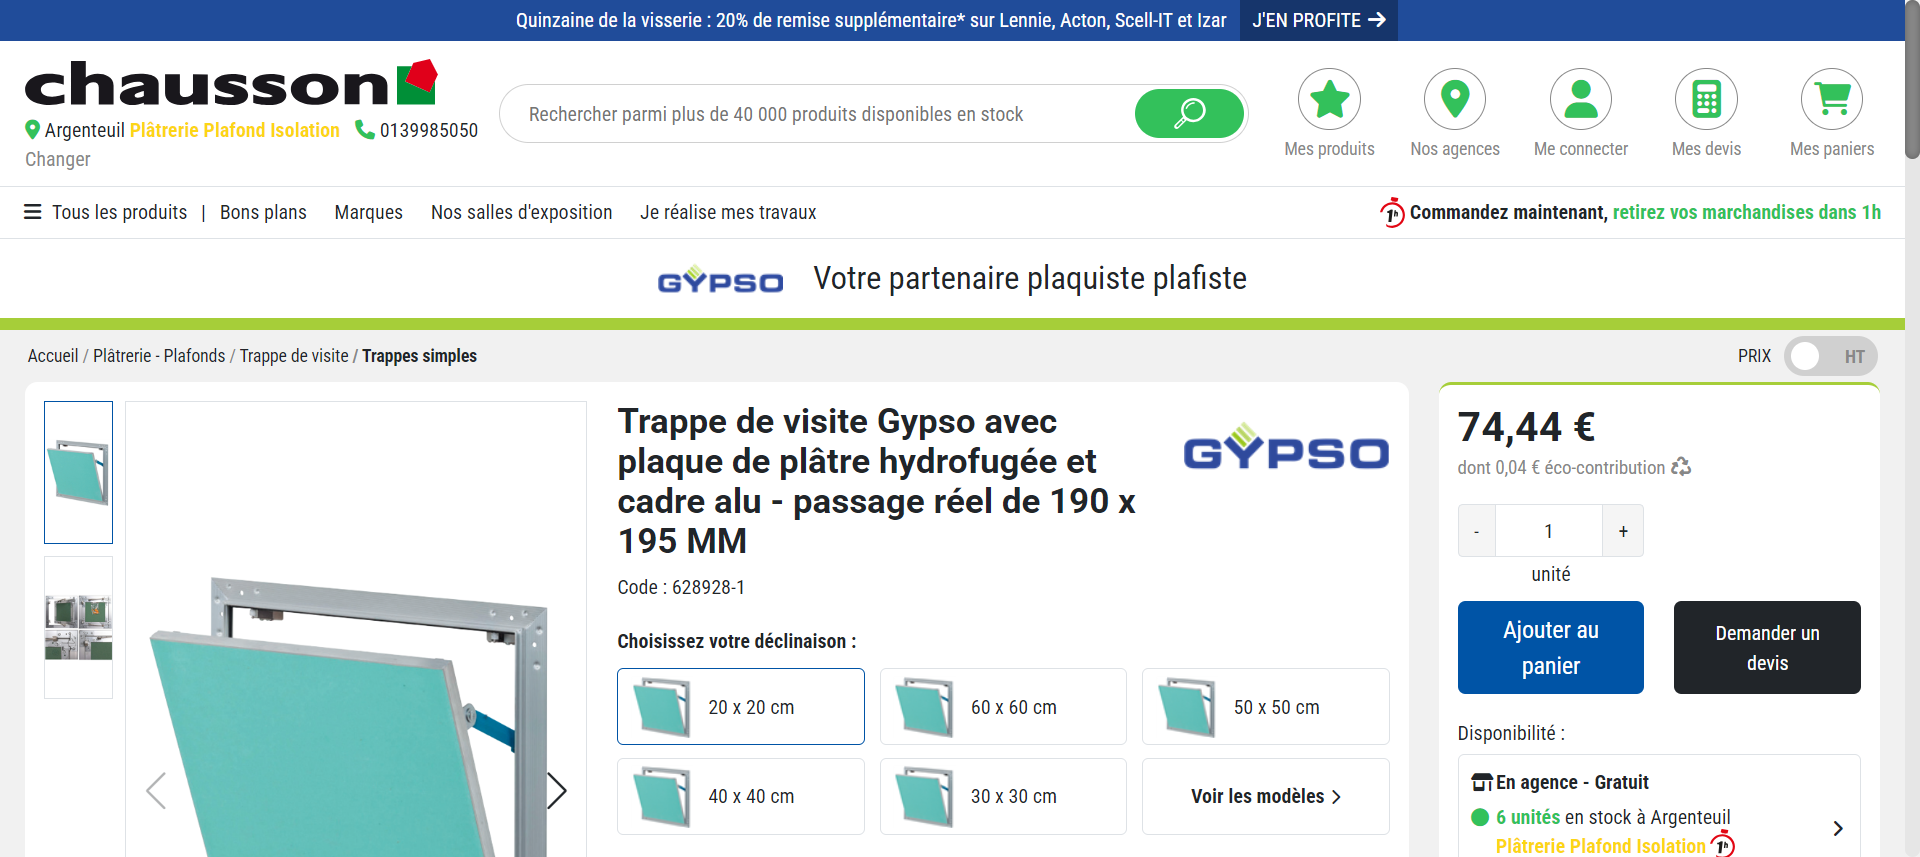 Quinzaine de la visserie : 20% de remise supplémentaire* sur Lennie, Acton, Scell-IT et Izar J'EN PROFITE
chausson
Argenteuil Plâtrerie Plafond Isolation 0139985050
Changer
Rechercher parmi plus de 40 000 produits disponibles en stock
Mes produits
Nos agences
Me connecter
Mes devis
Mes paniers
Tous les produits | Bons plans Marques Nos salles d'exposition Je réalise mes travaux
1h Commandez maintenant, retirez vos marchandises dans 1h
GYPSO Votre partenaire plaquiste plafiste
Accueil / Plâtrerie - Plafonds / Trappe de visite / Trappes simples
PRIX HT
Trappe de visite Gypso avec
plaque de plâtre hydrofugée et
cadre alu - passage réel de 190 x
195 MM
GYPSO
Code : 628928-1
Choisissez votre déclinaison :
20 x 20 cm
60 x 60 cm
50 x 50 cm
40 x 40 cm
30 x 30 cm
Voir les modèles
74,44 €
dont 0,04 € éco-contribution
- 1 +
unité
Ajouter au
panier
Demander un
devis
Disponibilité :
En agence - Gratuit
6 unités en stock à Argenteuil
Plâtrerie Plafond Isolation 1h